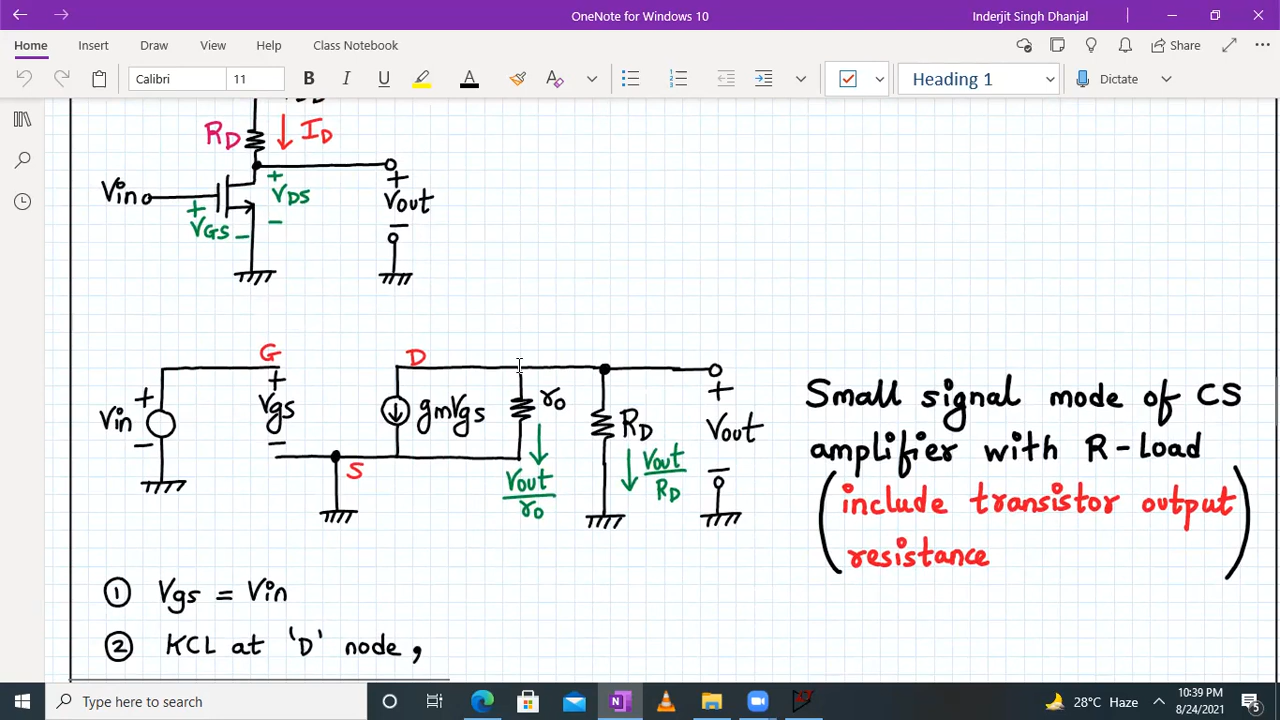 OneNote for Windows 10
Inderjit Singh Dhanjal
Home Insert Draw View Help Class Notebook
Share
Calibri 11 B I U A
Heading 1
Dictate
RD ID
Vin
+
VDS
-
+
VGS -
+
Vout
-
G D
+
Vin
-
+
Vgs
-
gmVgs
ro
RD
+
Vout
-
S
Vout
ro
Vout
RD
Small signal mode of CS
amplifier with R-Load
(include transistor output
resistance)
① Vgs = Vin
② KCL at 'D' node,
Type here to search
28°C Haze
10:39 PM
8/24/2021
5